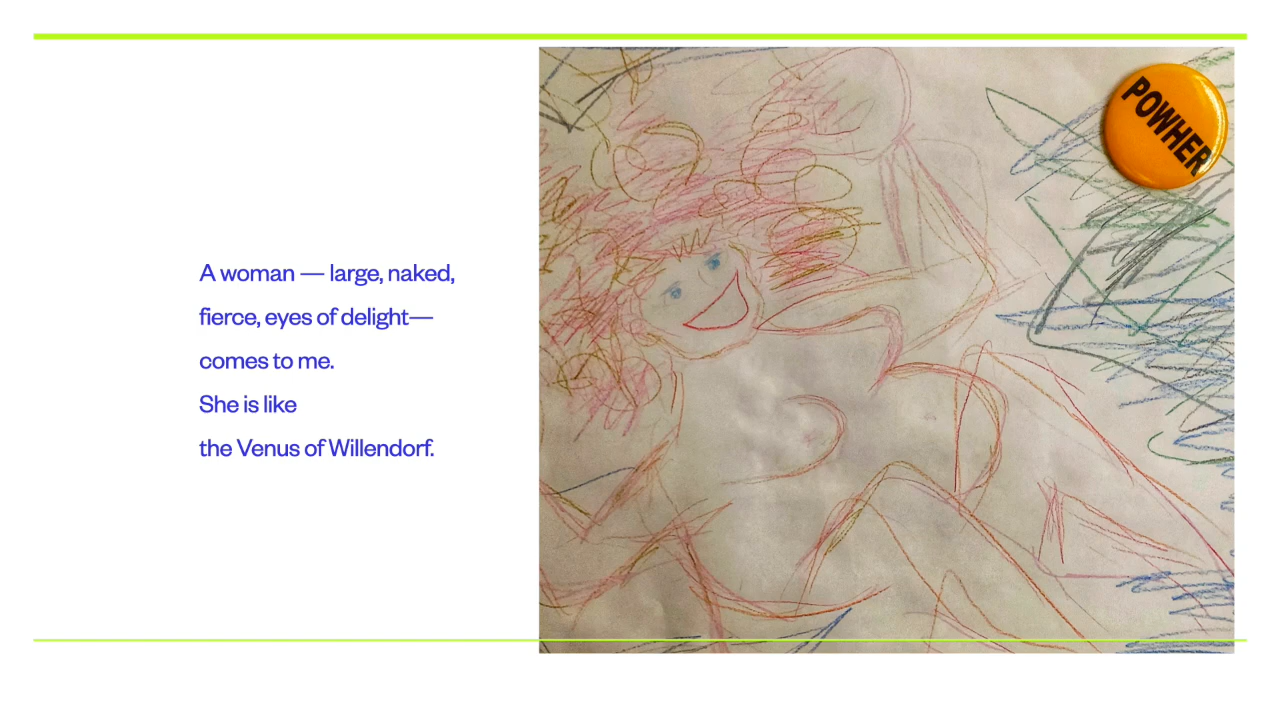 A woman — large, naked,
fierce, eyes of delight—
comes to me.
She is like
the Venus of Willendorf.
POWHER